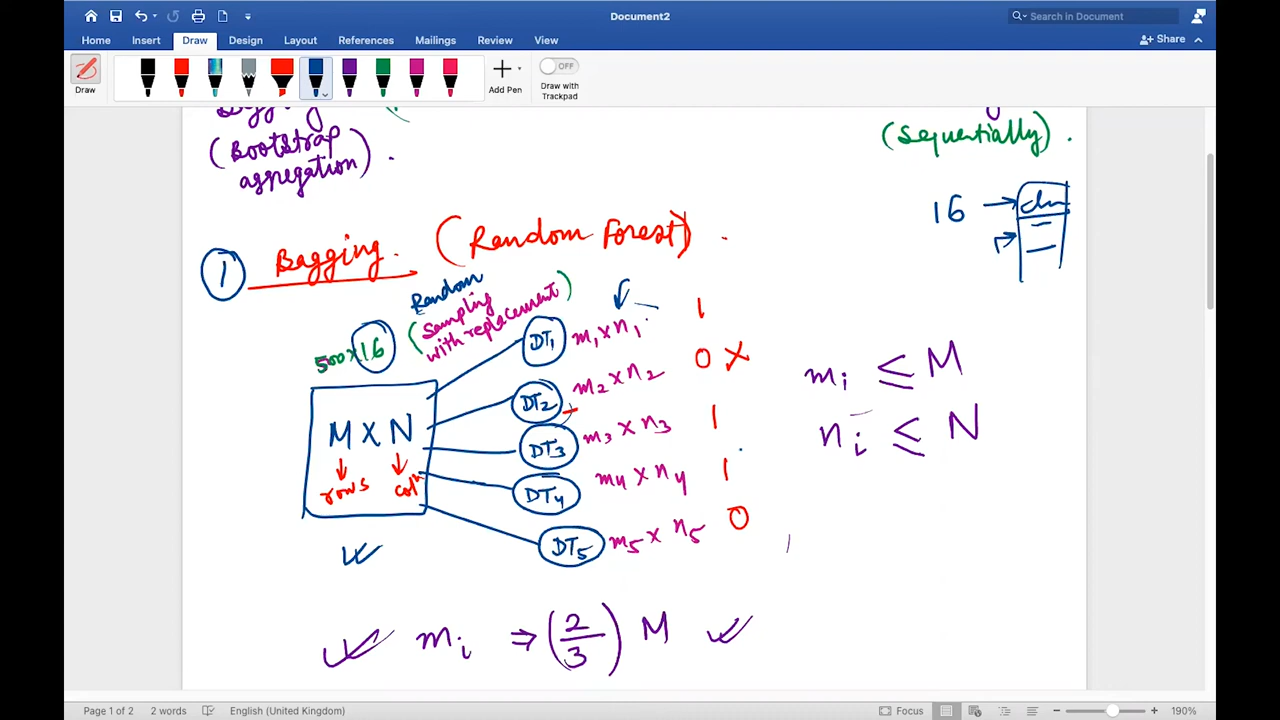 Document2
Search in Document
Home Insert Draw Design Layout References Mailings Review View
Share
Draw
Add Pen
OFF
Draw with
Trackpad
Bagging
(Bootstrap
aggregation).
(Sequentially).
16
① Bagging. (Random Forest).
Random
(Sampling
with replacement)
500×16
M X N
rows
DT1 m1 x n1 1
DT2 m2 x n2 0 X
DT3 m3 x n3 1
DT4 m4 x n4 1
DT5 m5 x n5 0
mi ≤ M
ni ≤ N
mi ⇒ (2/3) M
Page 1 of 2 2 words English (United Kingdom) Focus 190%